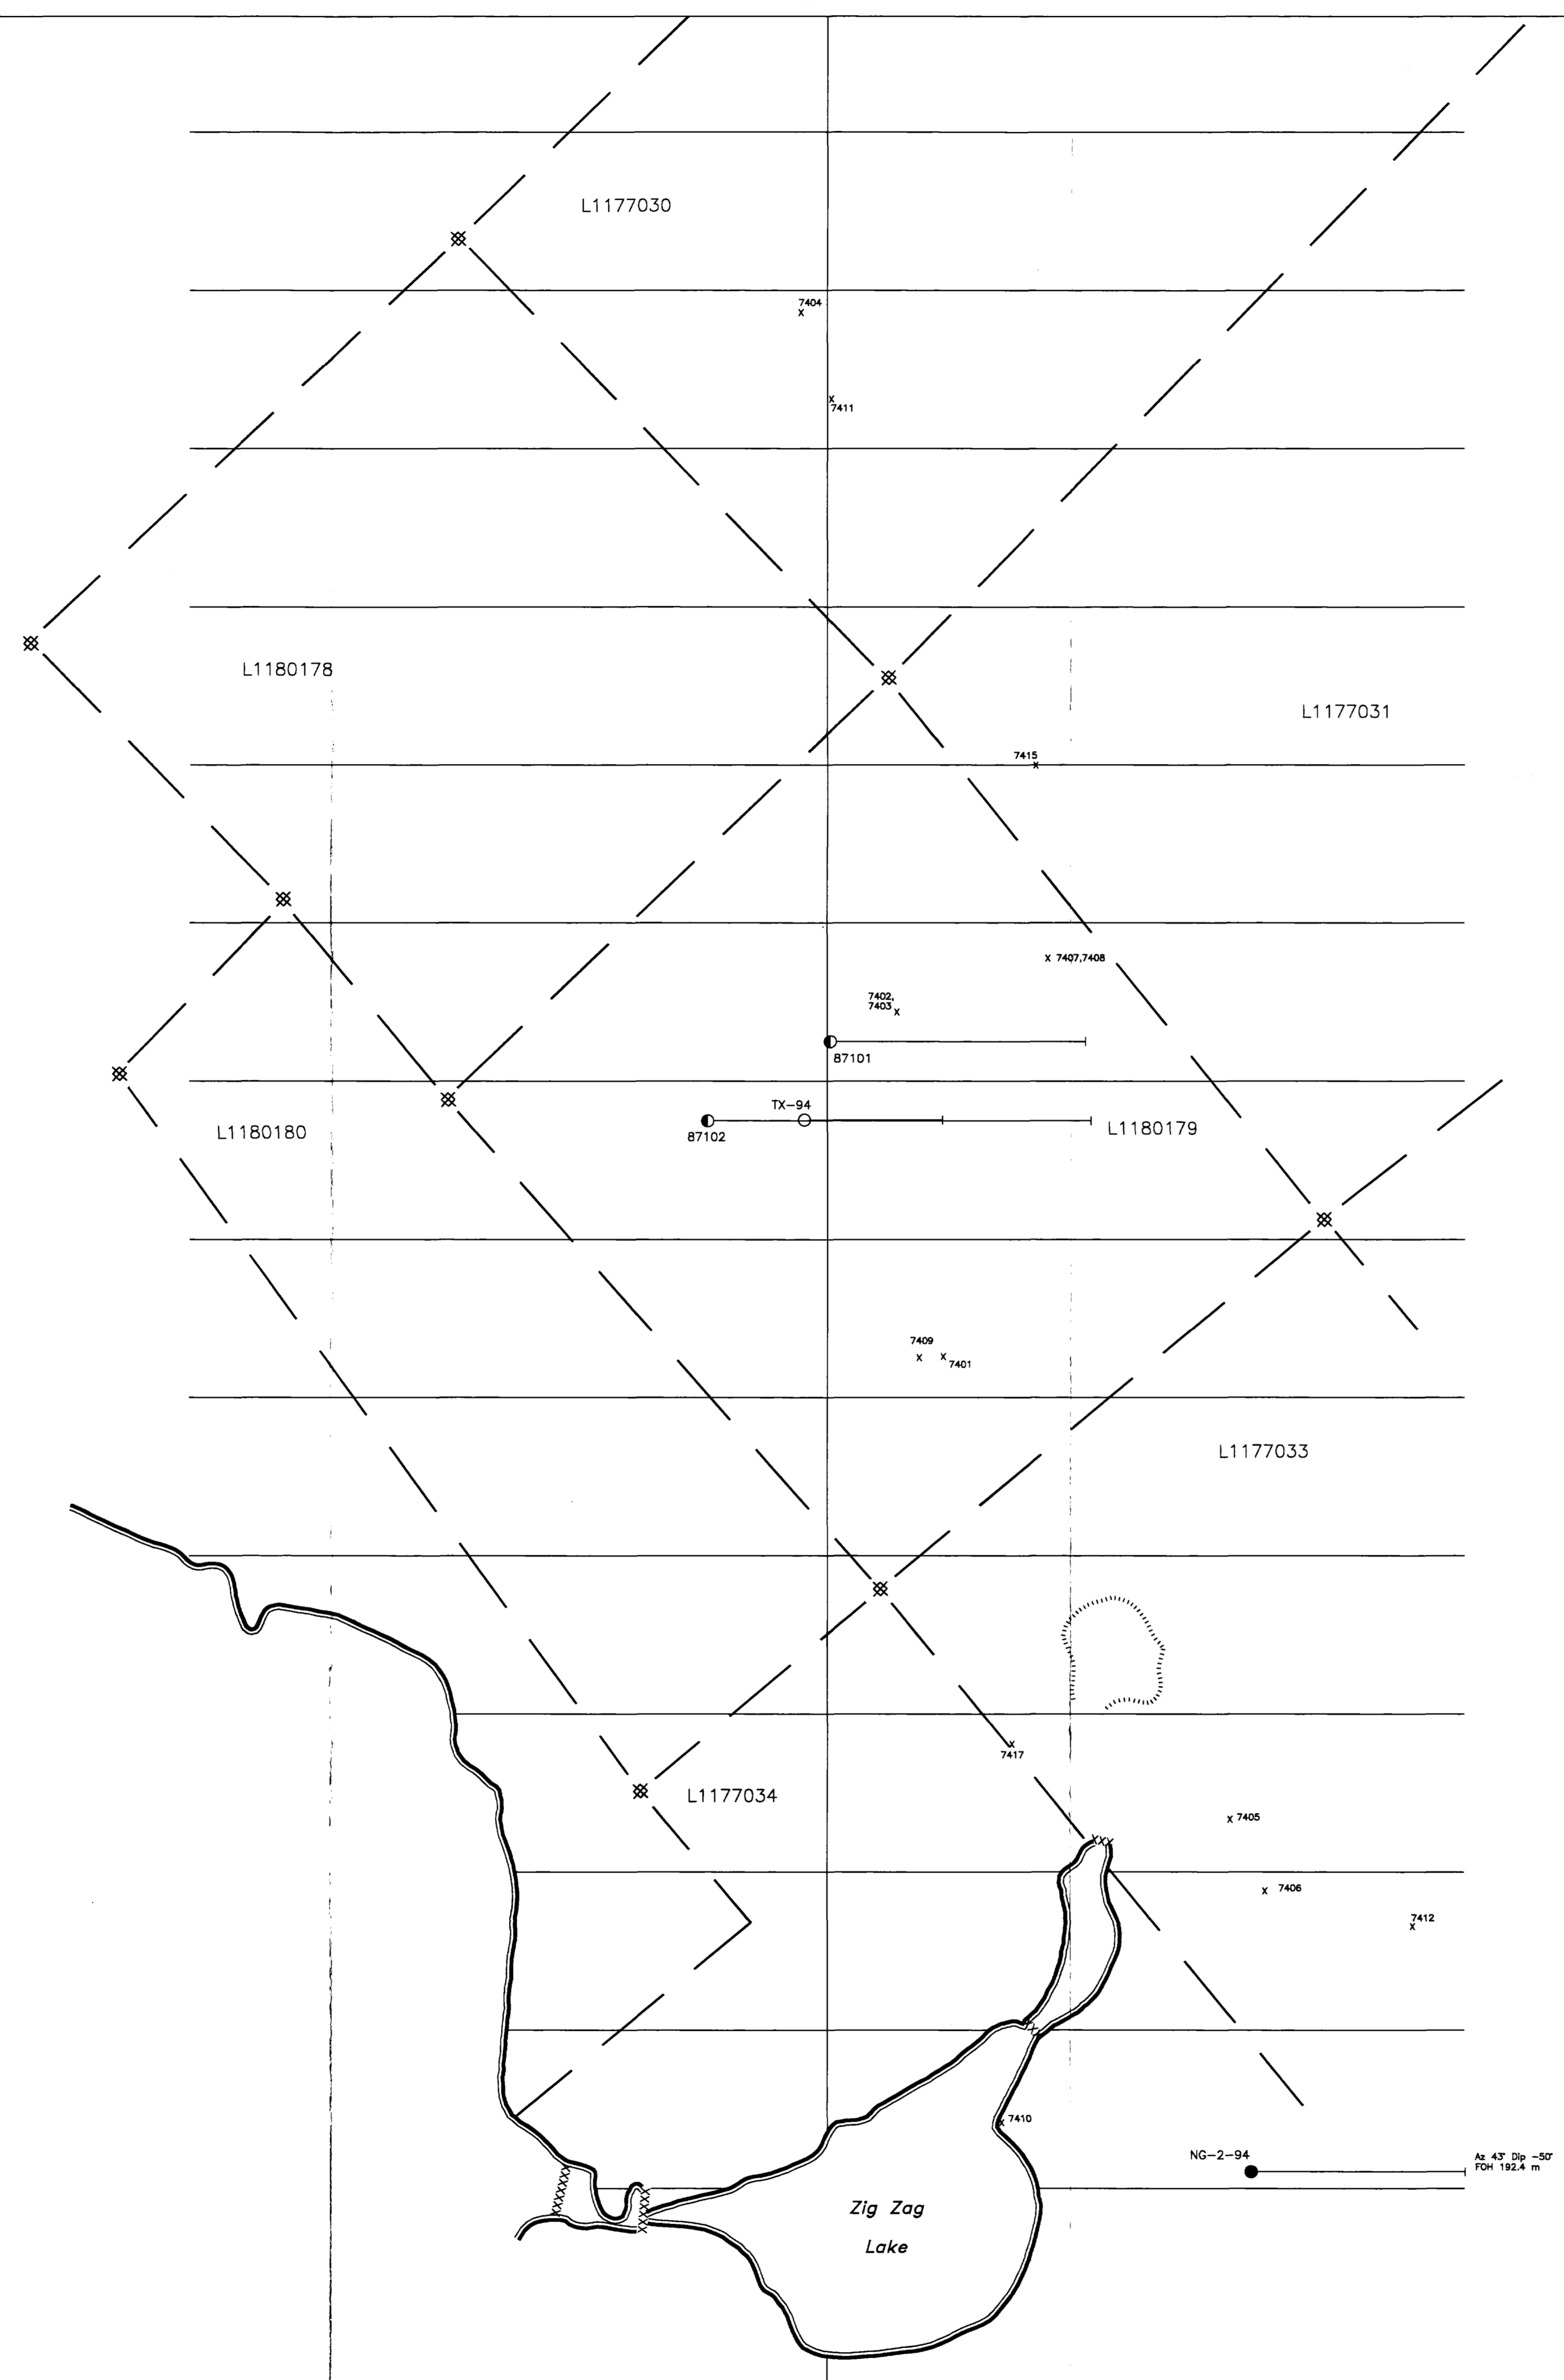 L1177030
7404
7411
L1180178
L1177031
7415
7407,7408
7402,
7403
87101
TX-94
87102
L1180180
L1180179
7409
7401
L1177033
7417
L1177034
7405
7406
7412
7410
NG-2-94
Az 43° Dip -50°
FOH 192.4 m
Zig Zag
Lake